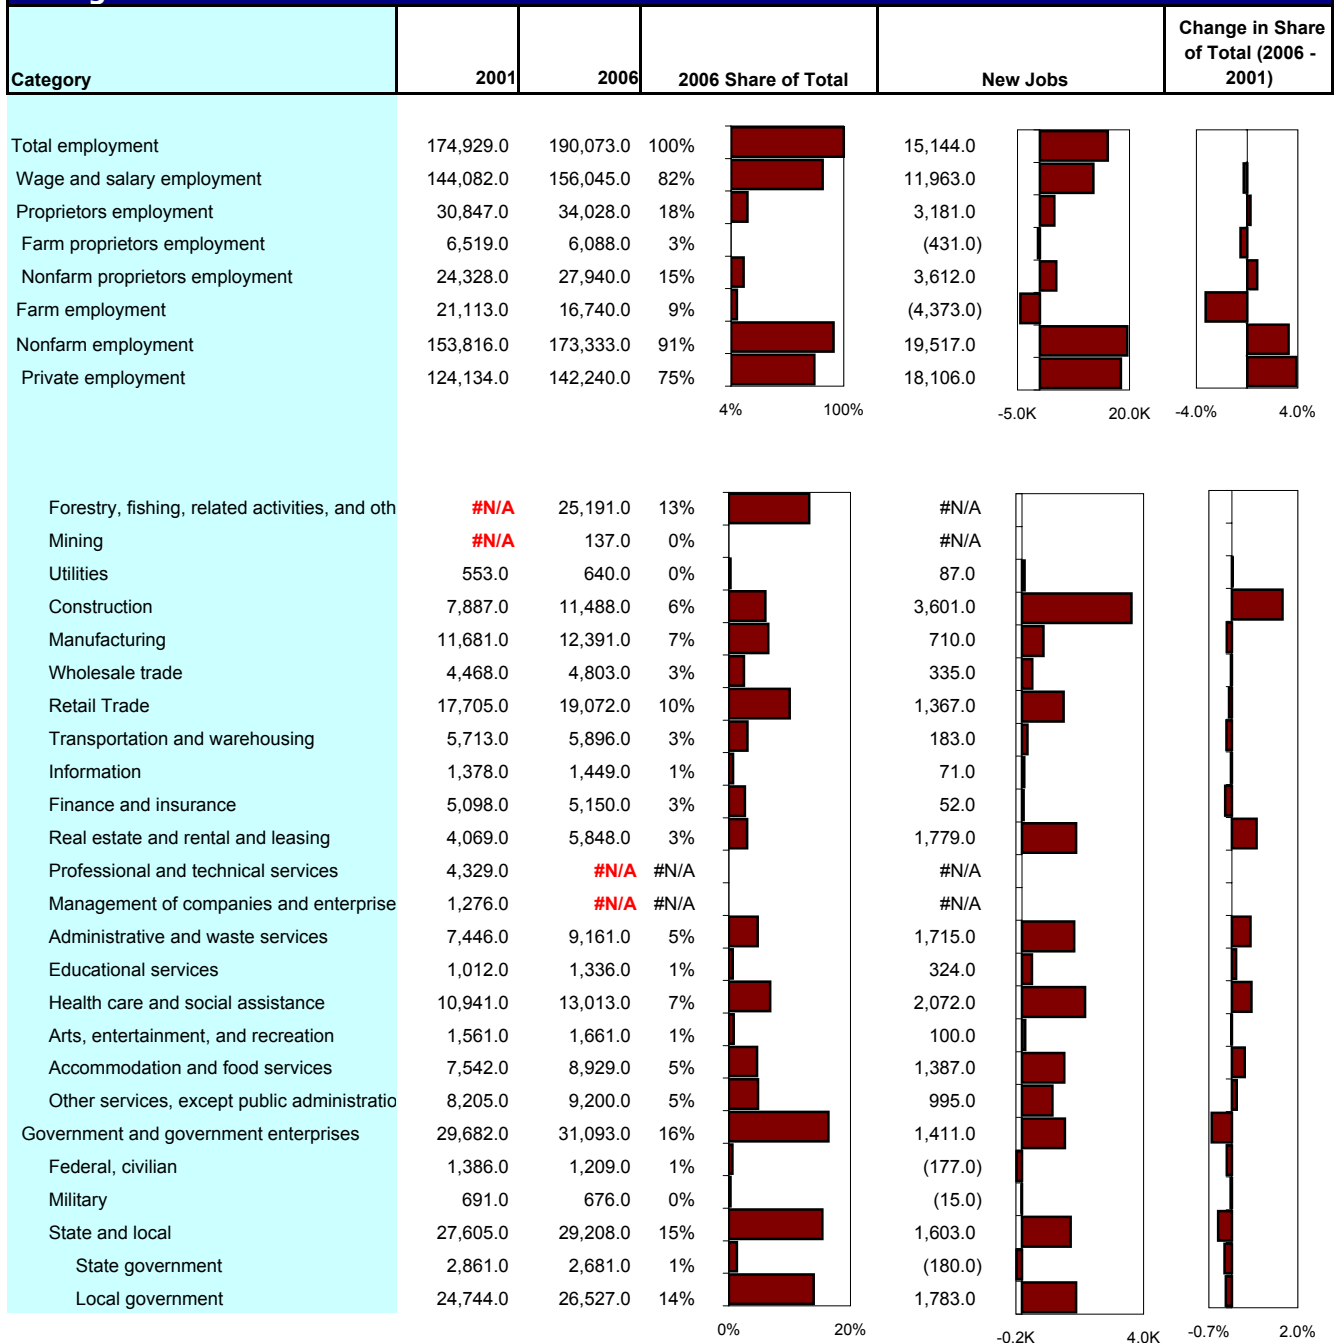 Change in Share
of Total (2006 -
2001)
Category 2001 2006 2006 Share of Total New Jobs
Total employment 174,929.0 190,073.0 100% 15,144.0
Wage and salary employment 144,082.0 156,045.0 82% 11,963.0
Proprietors employment 30,847.0 34,028.0 18% 3,181.0
Farm proprietors employment 6,519.0 6,088.0 3% (431.0)
Nonfarm proprietors employment 24,328.0 27,940.0 15% 3,612.0
Farm employment 21,113.0 16,740.0 9% (4,373.0)
Nonfarm employment 153,816.0 173,333.0 91% 19,517.0
Private employment 124,134.0 142,240.0 75% 18,106.0
4% 100% -5.0K 20.0K -4.0% 4.0%
Forestry, fishing, related activities, and oth #N/A 25,191.0 13% #N/A
Mining #N/A 137.0 0% #N/A
Utilities 553.0 640.0 0% 87.0
Construction 7,887.0 11,488.0 6% 3,601.0
Manufacturing 11,681.0 12,391.0 7% 710.0
Wholesale trade 4,468.0 4,803.0 3% 335.0
Retail Trade 17,705.0 19,072.0 10% 1,367.0
Transportation and warehousing 5,713.0 5,896.0 3% 183.0
Information 1,378.0 1,449.0 1% 71.0
Finance and insurance 5,098.0 5,150.0 3% 52.0
Real estate and rental and leasing 4,069.0 5,848.0 3% 1,779.0
Professional and technical services 4,329.0 #N/A #N/A #N/A
Management of companies and enterprise 1,276.0 #N/A #N/A #N/A
Administrative and waste services 7,446.0 9,161.0 5% 1,715.0
Educational services 1,012.0 1,336.0 1% 324.0
Health care and social assistance 10,941.0 13,013.0 7% 2,072.0
Arts, entertainment, and recreation 1,561.0 1,661.0 1% 100.0
Accommodation and food services 7,542.0 8,929.0 5% 1,387.0
Other services, except public administratio 8,205.0 9,200.0 5% 995.0
Government and government enterprises 29,682.0 31,093.0 16% 1,411.0
Federal, civilian 1,386.0 1,209.0 1% (177.0)
Military 691.0 676.0 0% (15.0)
State and local 27,605.0 29,208.0 15% 1,603.0
State government 2,861.0 2,681.0 1% (180.0)
Local government 24,744.0 26,527.0 14% 1,783.0
0% 20% -0.2K 4.0K -0.7% 2.0%